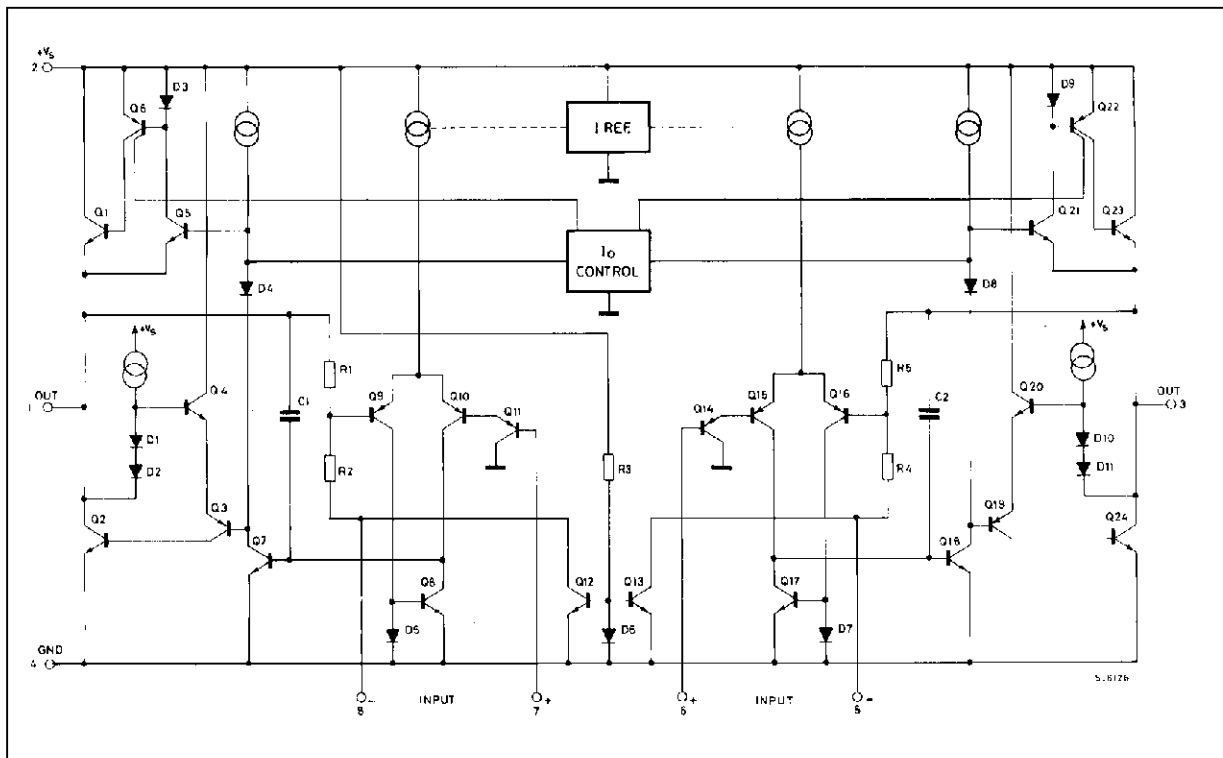 +Vs
2
D3
Q6
D9
Q22
I REF
Q1
Q5
Q21
Q23
Io
CONTROL
D4
D8
+Vs
+Vs
R1
R5
Q4
C1
Q9
Q10
Q11
Q14
Q15
Q16
C2
Q20
OUT
1
OUT
3
D1
D2
R2
R3
R4
D10
D11
Q2
Q3
Q7
Q19
Q18
Q24
Q8
Q12
Q13
Q17
D5
D6
D7
GND
4
S_6126
8
-
INPUT
7
+
6
+
INPUT
5
-